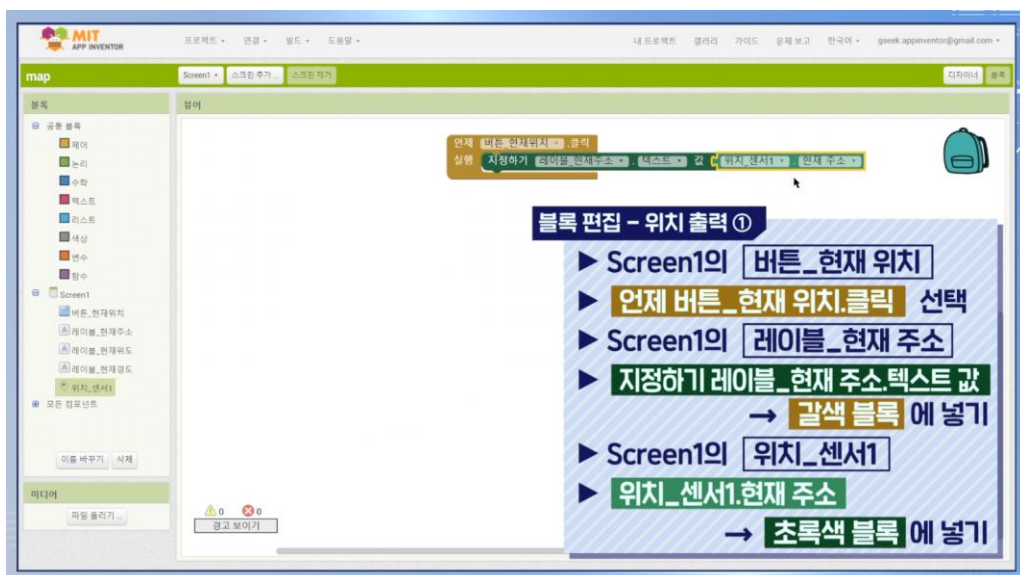 MIT
APP INVENTOR
프로젝트 연결 빌드 도움말 내 프로젝트 갤러리 가이드 문제 보고 한국어 gseek.appinventor@gmail.com
map Screen1 스크린 추가 ... 스크린 제거 디자이너 블록
블록 뷰어
공통 블록
제어
논리
수학
텍스트
리스트
색상
변수
함수
Screen1
버튼_현재위치
레이블_현재주소
레이블_현재위도
레이블_현재경도
위치_센서1
모든 컴포넌트
이름 바꾸기 삭제
미디어
파일 올리기 ...
언제 버튼_현재위치 .클릭
실행 지정하기 레이블_현재주소 . 텍스트 값 위치_센서1 . 현재 주소
0 0
경고 보이기
블록 편집 – 위치 출력 ①
▶ Screen1의 버튼_현재 위치
▶ 언제 버튼_현재 위치.클릭 선택
▶ Screen1의 레이블_현재 주소
▶ 지정하기 레이블_현재 주소.텍스트 값
→ 갈색 블록 에 넣기
▶ Screen1의 위치_센서1
▶ 위치_센서1.현재 주소
→ 초록색 블록 에 넣기